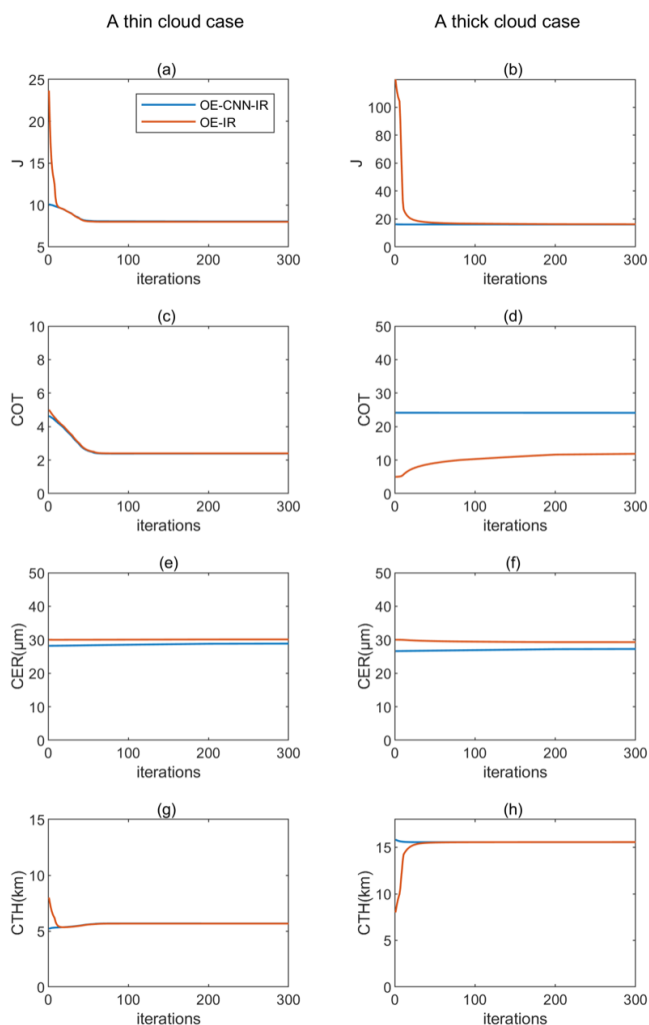 A thin cloud case
A thick cloud case
(a)
25
20
15
10
5
J
0 100 200 300
iterations
OE-CNN-IR
OE-IR
(b)
100
80
60
40
20
0
J
0 100 200 300
iterations
(c)
10
8
6
4
2
0
COT
0 100 200 300
iterations
(d)
50
40
30
20
10
0
COT
0 100 200 300
iterations
(e)
50
40
30
20
10
0
CER(μm)
0 100 200 300
iterations
(f)
50
40
30
20
10
0
CER(μm)
0 100 200 300
iterations
(g)
15
10
5
0
CTH(km)
0 100 200 300
iterations
(h)
15
10
5
0
CTH(km)
0 100 200 300
iterations